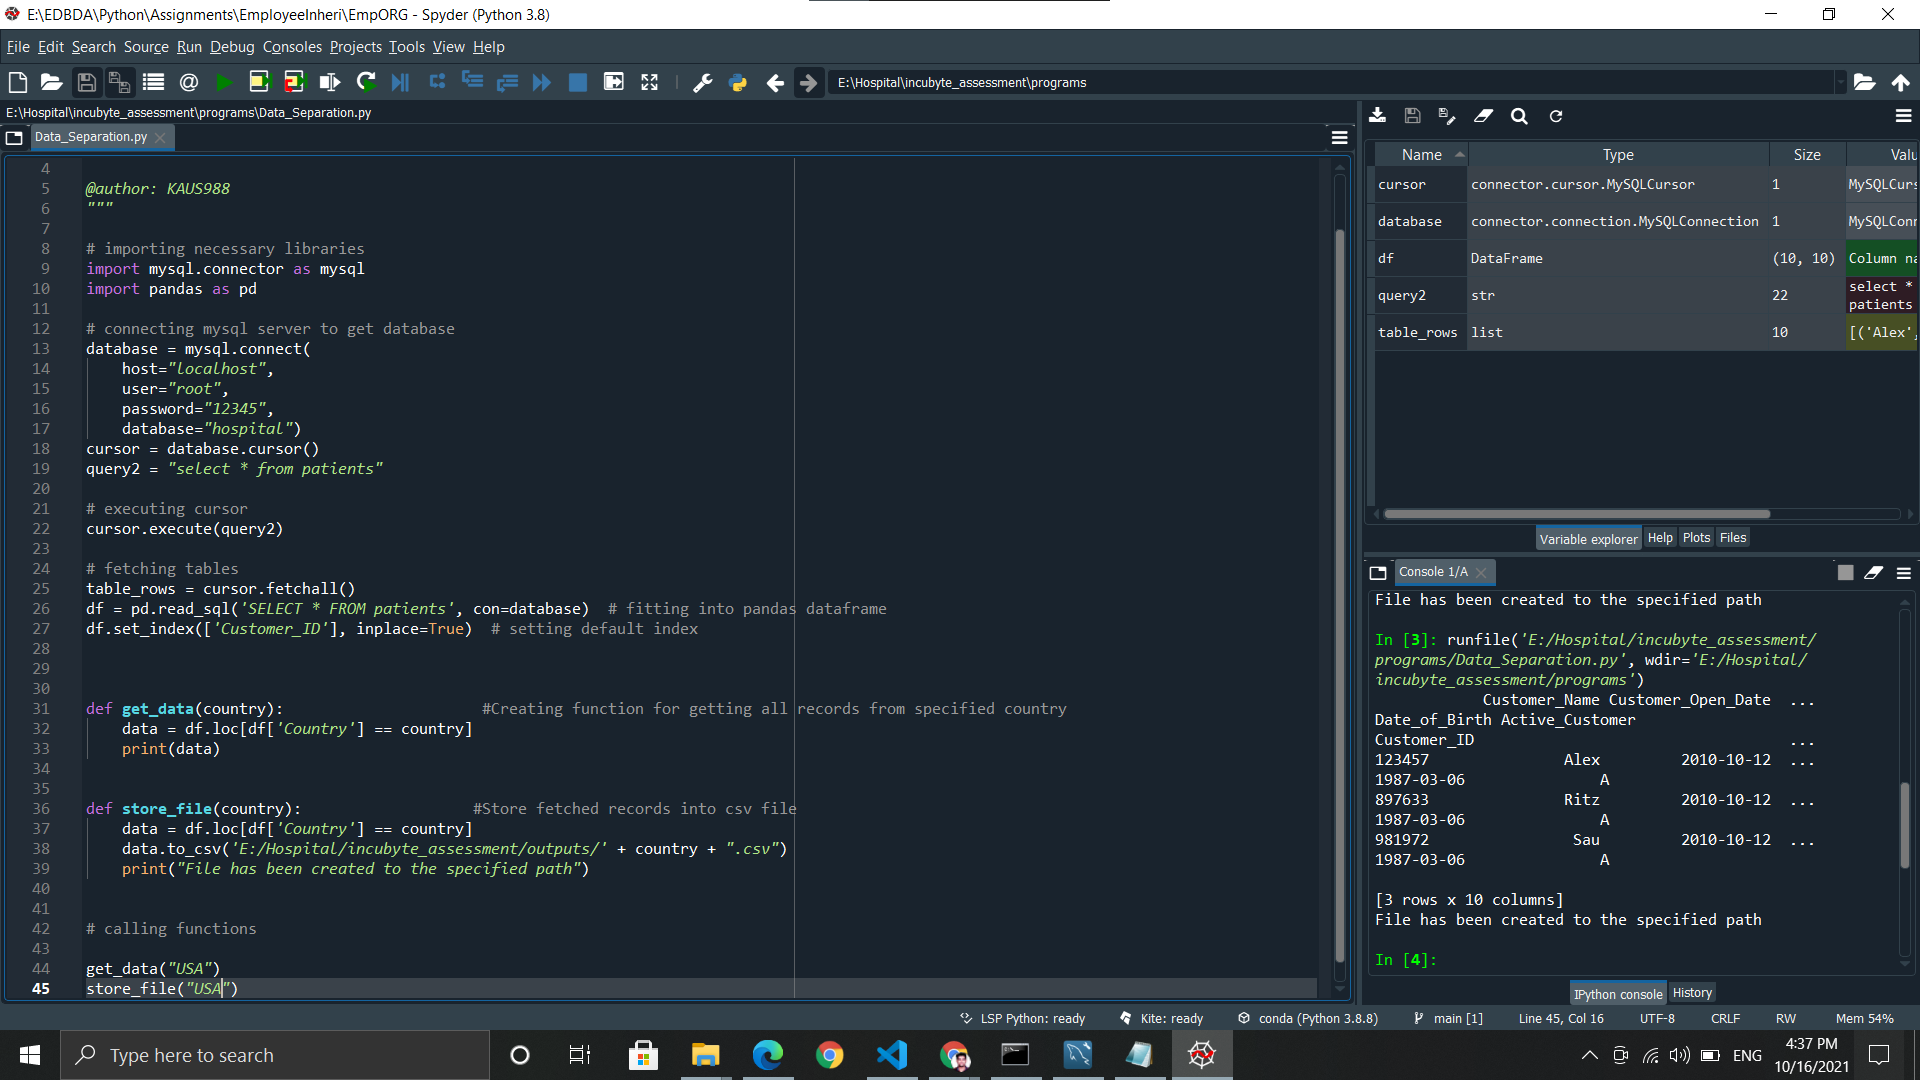 E:\EDBDA\Python\Assignments\EmployeeInheri\EmpORG - Spyder (Python 3.8)
File Edit Search Source Run Debug Consoles Projects Tools View Help
E:\Hospital\incubyte_assessment\programs
E:\Hospital\incubyte_assessment\programs\Data_Separation.py
Data_Separation.py
4
5 @author: KAUS988
6 """
7
8 # importing necessary libraries
9 import mysql.connector as mysql
10 import pandas as pd
11
12 # connecting mysql server to get database
13 database = mysql.connect(
14 host="localhost",
15 user="root",
16 password="12345",
17 database="hospital")
18 cursor = database.cursor()
19 query2 = "select * from patients"
20
21 # executing cursor
22 cursor.execute(query2)
23
24 # fetching tables
25 table_rows = cursor.fetchall()
26 df = pd.read_sql('SELECT * FROM patients', con=database)  # fitting into pandas dataframe
27 df.set_index(['Customer_ID'], inplace=True)  # setting default index
28
29
30
31 def get_data(country): #Creating function for getting all records from specified country
32 data = df.loc[df['Country'] == country]
33 print(data)
34
35
36 def store_file(country): #Store fetched records into csv file
37 data = df.loc[df['Country'] == country]
38 data.to_csv('E:/Hospital/incubyte_assessment/outputs/' + country + ".csv")
39 print("File has been created to the specified path")
40
41
42 # calling functions
43
44 get_data("USA")
45 store_file("USA")
Name Type Size Valu
cursor connector.cursor.MySQLCursor 1 MySQLCurs
database connector.connection.MySQLConnection 1 MySQLConn
df DataFrame (10, 10) Column na
query2 str 22 select *
patients
table_rows list 10 [('Alex',
Variable explorer Help Plots Files
Console 1/A
File has been created to the specified path
In [3]: runfile('E:/Hospital/incubyte_assessment/
programs/Data_Separation.py', wdir='E:/Hospital/
incubyte_assessment/programs')
Customer_Name Customer_Open_Date ...
Date_of_Birth Active_Customer
Customer_ID ...
123457 Alex 2010-10-12 ...
1987-03-06 A
897633 Ritz 2010-10-12 ...
1987-03-06 A
981972 Sau 2010-10-12 ...
1987-03-06 A
[3 rows x 10 columns]
File has been created to the specified path
In [4]:
IPython console History
LSP Python: ready Kite: ready conda (Python 3.8.8) main [1] Line 45, Col 16 UTF-8 CRLF RW Mem 54%
Type here to search
ENG
4:37 PM
10/16/2021